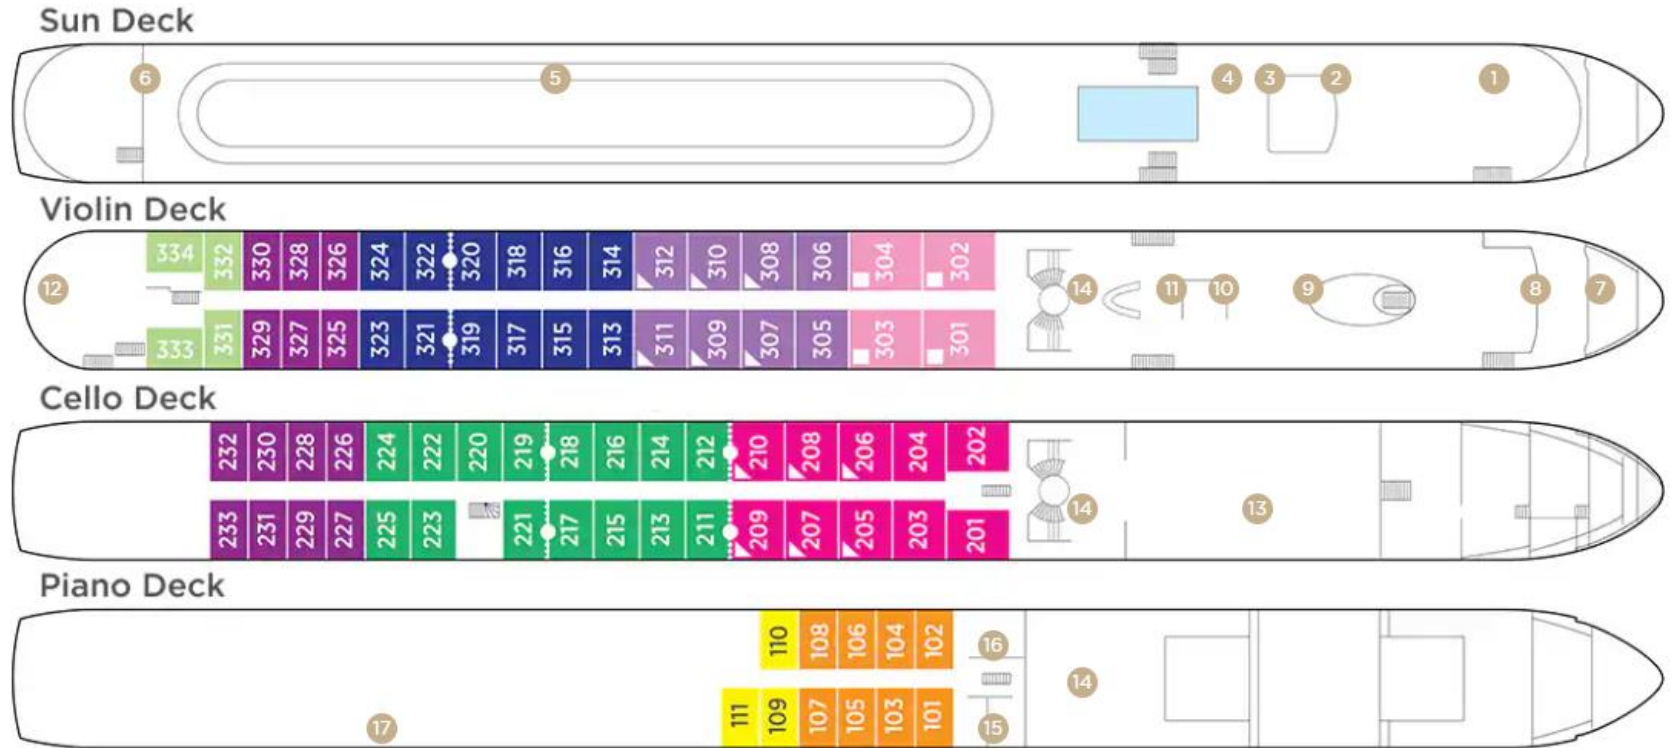 Sun Deck
6 5 4 3 2 1
Violin Deck
334 332 330 328 326 324 322 320 318 316 314 312 310 308 306 304 302
12 14 11 10 9 8 7
333 331 329 327 325 323 321 319 317 315 313 311 309 307 305 303 301
Cello Deck
232 230 228 226 224 222 220 219 218 216 214 212 210 208 206 204 202
14 13
233 231 229 227 225 223 221 217 215 213 211 209 207 205 203 201
Piano Deck
110 108 106 104 102 16
14
17 111 109 107 105 103 101 15